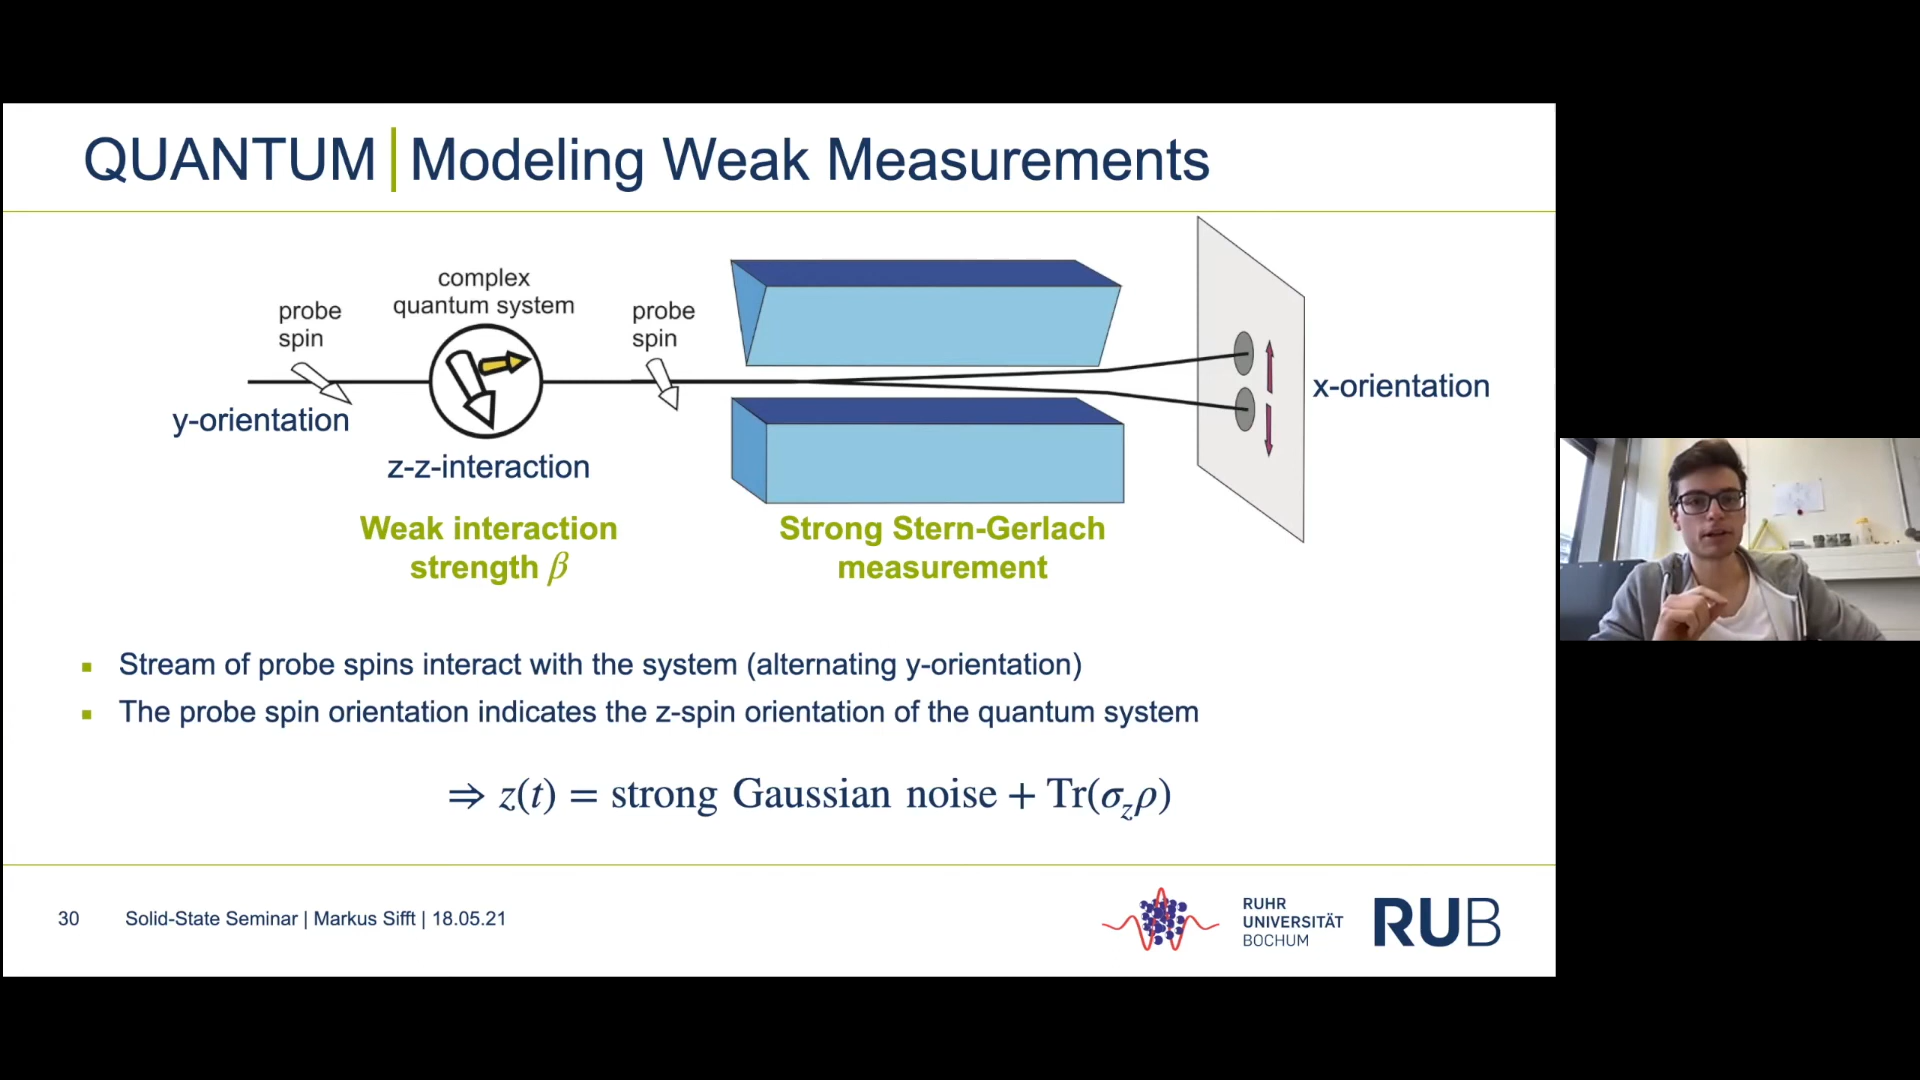 QUANTUM|Modeling Weak Measurements
complex
quantum system
probe
spin
probe
spin
y-orientation
z-z-interaction
x-orientation
Weak interaction
strength β
Strong Stern-Gerlach
measurement
▪ Stream of probe spins interact with the system (alternating y-orientation)
▪ The probe spin orientation indicates the z-spin orientation of the quantum system
⇒ z(t) = strong Gaussian noise + Tr(σ_zρ)
30 Solid-State Seminar | Markus Sifft | 18.05.21
RUHR
UNIVERSITÄT
BOCHUM
RUB